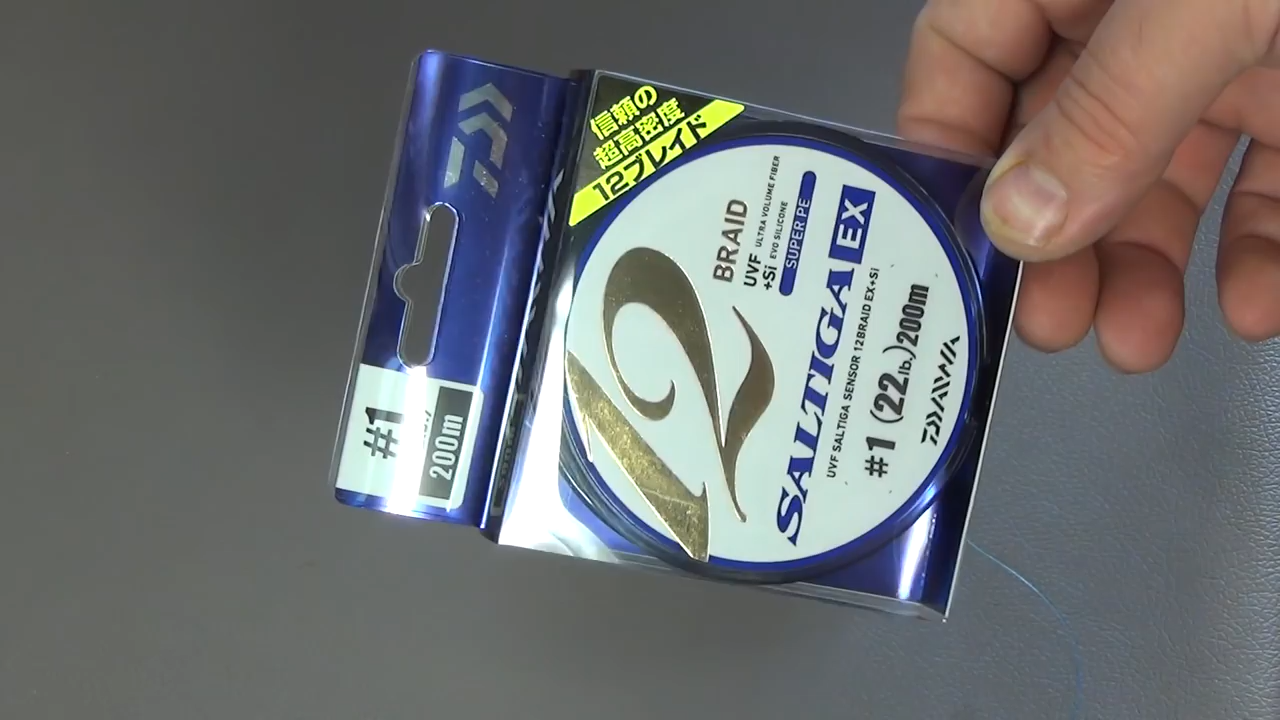 信頼の
超高密度
12ブレイド
12
BRAID
UVF ULTRA VOLUME FIBER
+Si EVO SILICONE
SUPER PE
SALTIGA EX
UVF SALTIGA SENSOR 12BRAID EX+Si
#1 (22lb.) 200m
DAIWA
#1
200m